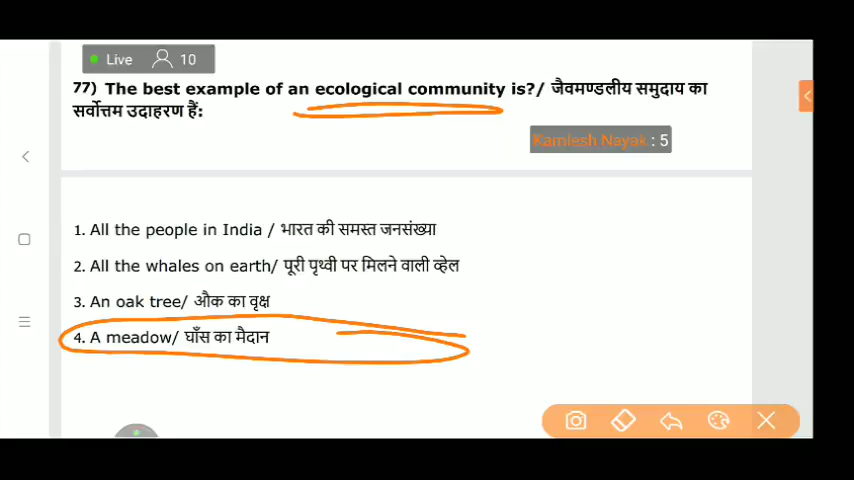 Live 10
77) The best example of an ecological community is?/ जैवमण्डलीय समुदाय का
सर्वोत्तम उदाहरण हैं:
Kamlesh Nayak : 5
1. All the people in India / भारत की समस्त जनसंख्या
2. All the whales on earth/ पूरी पृथ्वी पर मिलने वाली व्हेल
3. An oak tree/ औक का वृक्ष
4. A meadow/ घाँस का मैदान